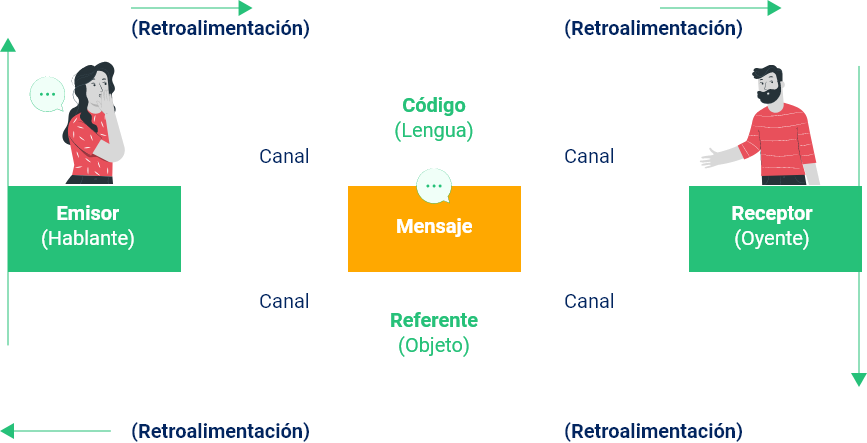 (Retroalimentación)
(Retroalimentación)
Código
(Lengua)
Canal
Canal
Emisor
(Hablante)
Mensaje
Receptor
(Oyente)
Canal
Canal
Referente
(Objeto)
(Retroalimentación)
(Retroalimentación)